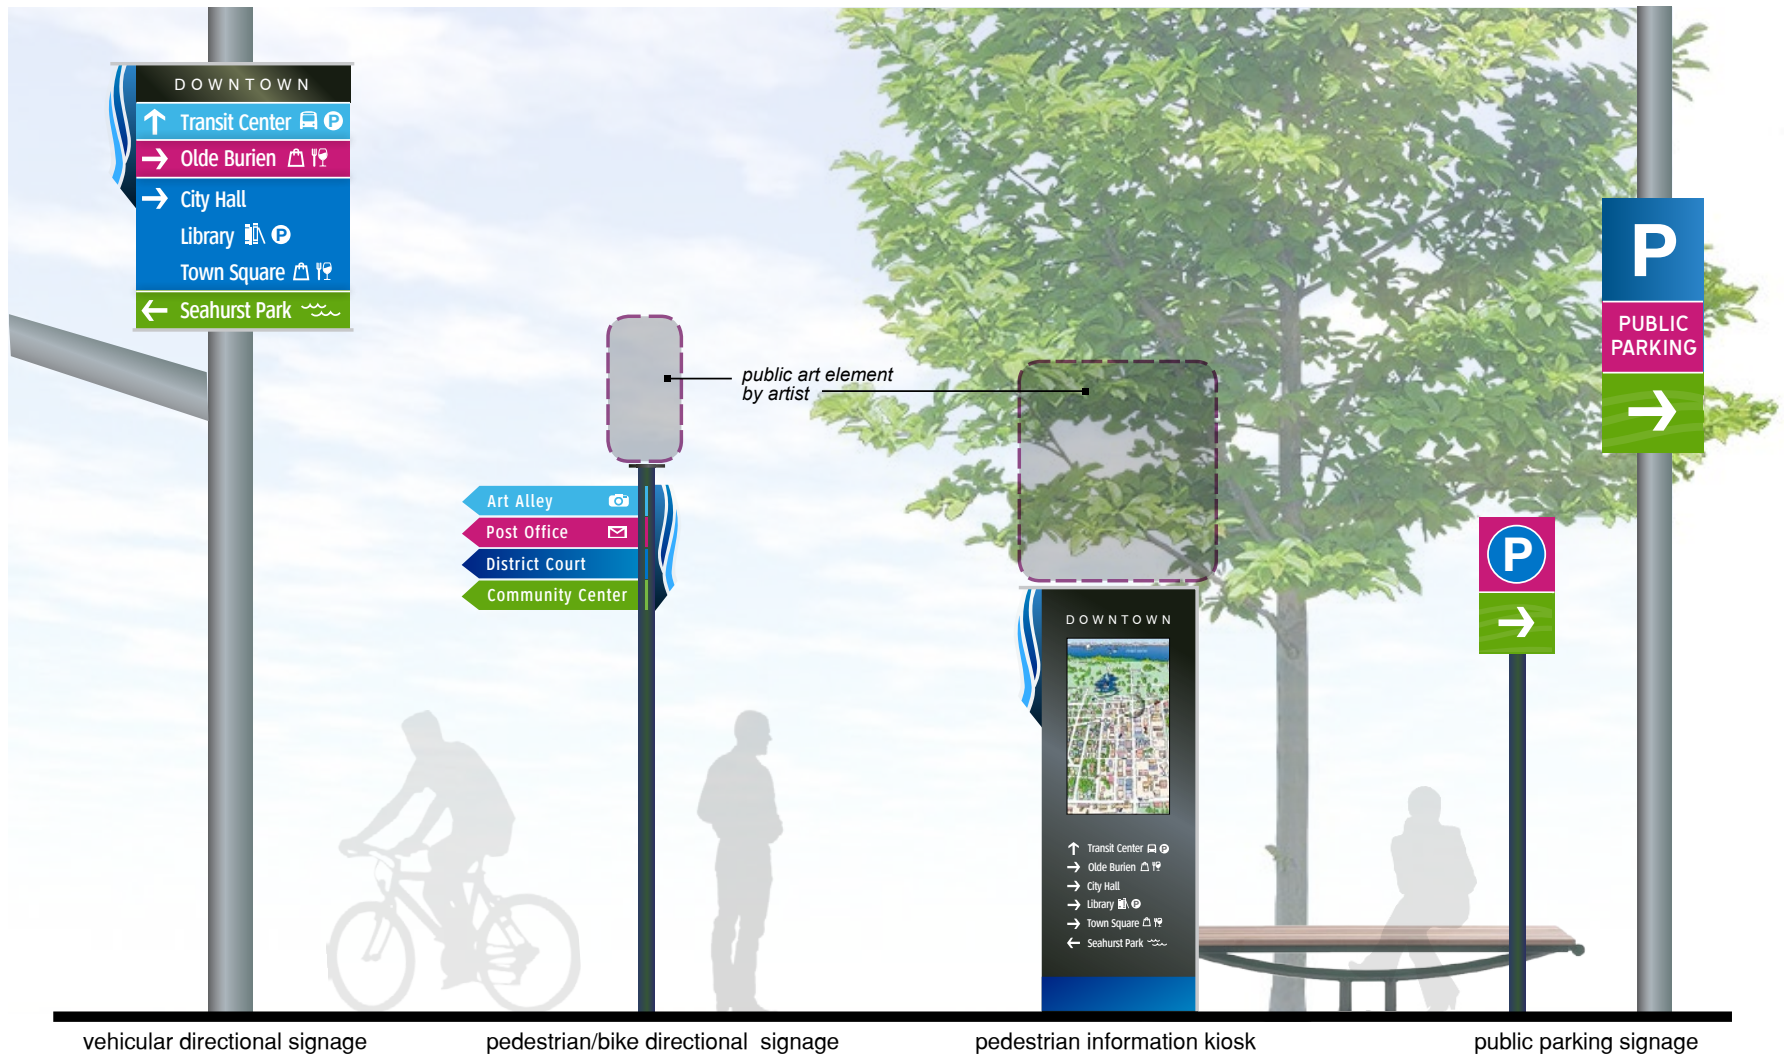 DOWNTOWN
Transit Center P
Olde Burien
City Hall
Library P
Town Square
Seahurst Park
public art element
by artist
Art Alley
Post Office
District Court
Community Center
DOWNTOWN
Transit Center P
Olde Burien
City Hall
Library P
Town Square
Seahurst Park
P
PUBLIC
PARKING
P
vehicular directional signage
pedestrian/bike directional signage
pedestrian information kiosk
public parking signage